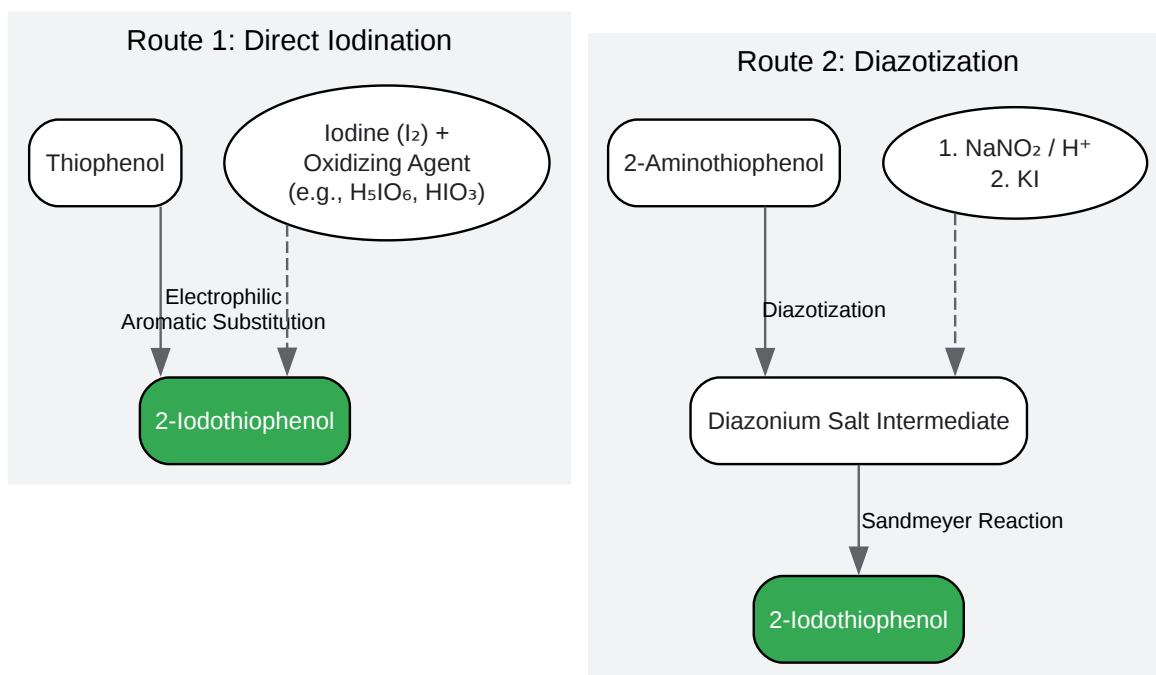 Route 1: Direct Iodination
Thiophenol
Iodine (I₂) +
Oxidizing Agent
(e.g., H₅IO₆, HIO₃)
Electrophilic
Aromatic Substitution
2-Iodothiophenol
Route 2: Diazotization
2-Aminothiophenol
1. NaNO₂ / H⁺
2. KI
Diazotization
Diazonium Salt Intermediate
Sandmeyer Reaction
2-Iodothiophenol